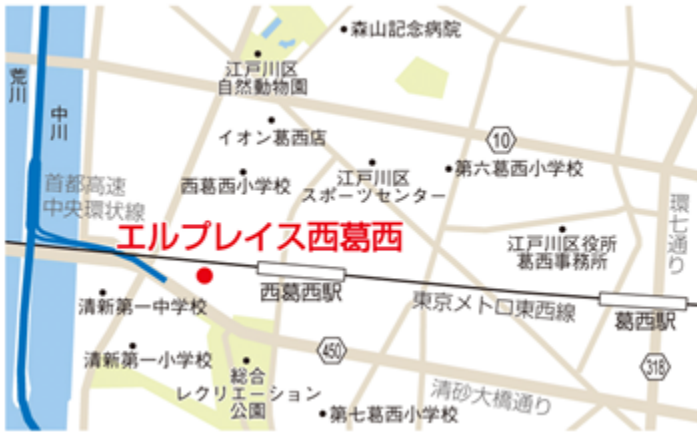 森山記念病院
荒川
江戸川区
自然動物園
中川
イオン葛西店
10
首都高速
中央環状線
西葛西小学校
江戸川区
スポーツセンター
第六葛西小学校
環七通り
エルプレイス西葛西
江戸川区役所
葛西事務所
西葛西駅
東京メトロ東西線
葛西駅
清新第一中学校
450
清新第一小学校
総合
レクリエーション
公園
318
清砂大橋通り
第七葛西小学校